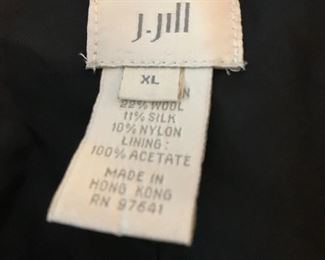 J.Jill
XL
22% WOOL
11% SILK
10% NYLON
LINING:
100% ACETATE
MADE IN
HONG KONG
RN 97641